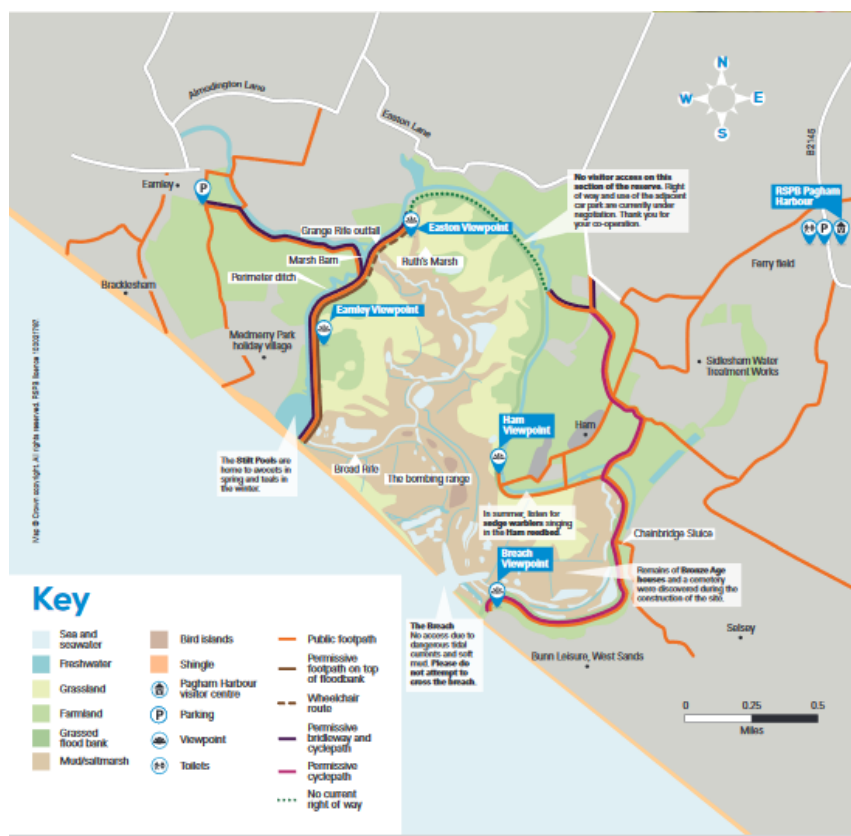 Almodington Lane
Easton Lane
N
W
E
S
B2145
Earnley
P
No visitor access on this
section of the reserve. Right
of way and use of the adjacent
car park are currently under
negotiation. Thank you for
your co-operation.
RSPB Pagham
Harbour
P
Grange Rife outfall
Easton Viewpoint
Marsh Barn
Ruth's Marsh
Ferry field
Perimeter ditch
Bracklesham
Earnley Viewpoint
Medmerry Park
holiday village
Sidlesham Water
Treatment Works
Ham
Viewpoint
Ham
The Stilt Pools are
home to avocets in
spring and teals in
the winter.
Broad Rife
The bombing range
In summer, listen for
sedge warblers singing
in the Ham reedbed.
Chainbridge Sluice
Breach
Viewpoint
Remains of Bronze Age
houses and a cemetery
were discovered during the
construction of the site.
The Breach
No access due to
dangerous tidal
currents and soft
mud. Please do
not attempt to
cross the breach.
Selsey
Bunn Leisure, West Sands
0
0.25
0.5
Miles
Map © Crown copyright. All rights reserved. RSPB licence
Key
Sea and
seawater
Freshwater
Grassland
Farmland
Grassed
flood bank
Mud/saltmarsh
Bird islands
Shingle
Pagham Harbour
visitor centre
P
Parking
Viewpoint
Toilets
Public footpath
Permissive
footpath on top
of floodbank
Wheelchair
route
Permissive
bridleway and
cyclepath
Permissive
cyclepath
No current
right of way